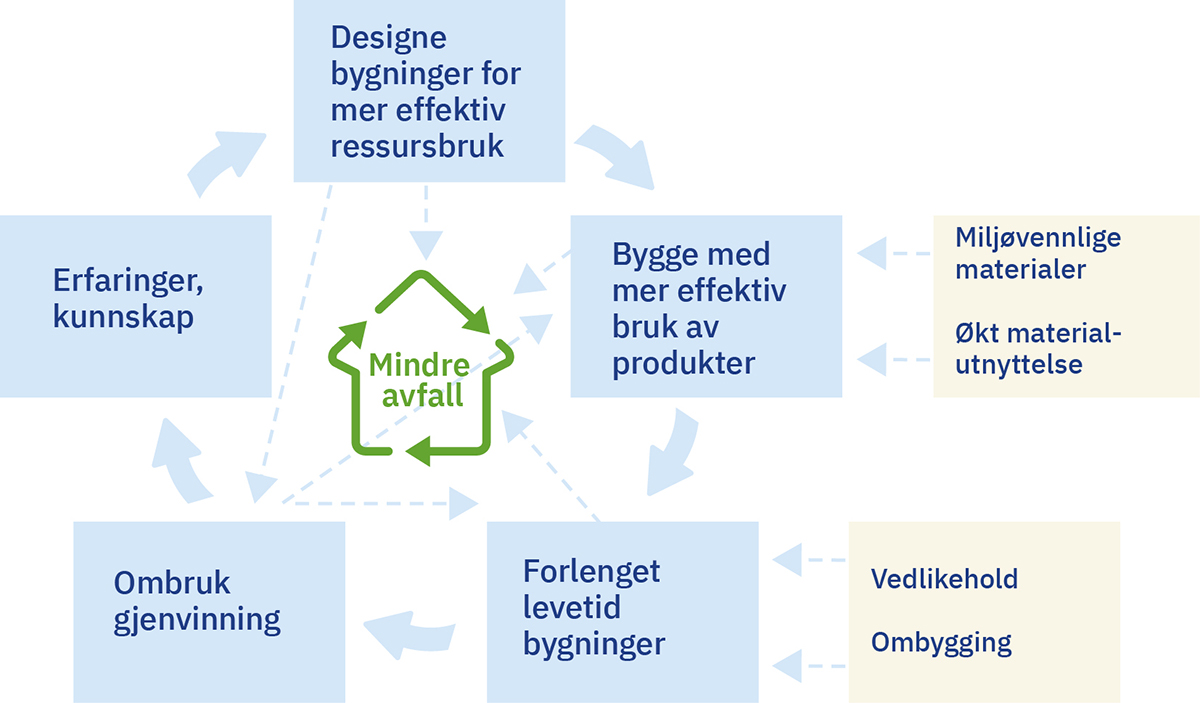 Designe
bygninger for
mer effektiv
ressursbruk
Erfaringer,
kunnskap
Bygge med
mer effektiv
bruk av
produkter
Miljøvennlige
materialer
Økt material-
utnyttelse
Mindre
avfall
Ombruk
gjenvinning
Forlenget
levetid
bygninger
Vedlikehold
Ombygging